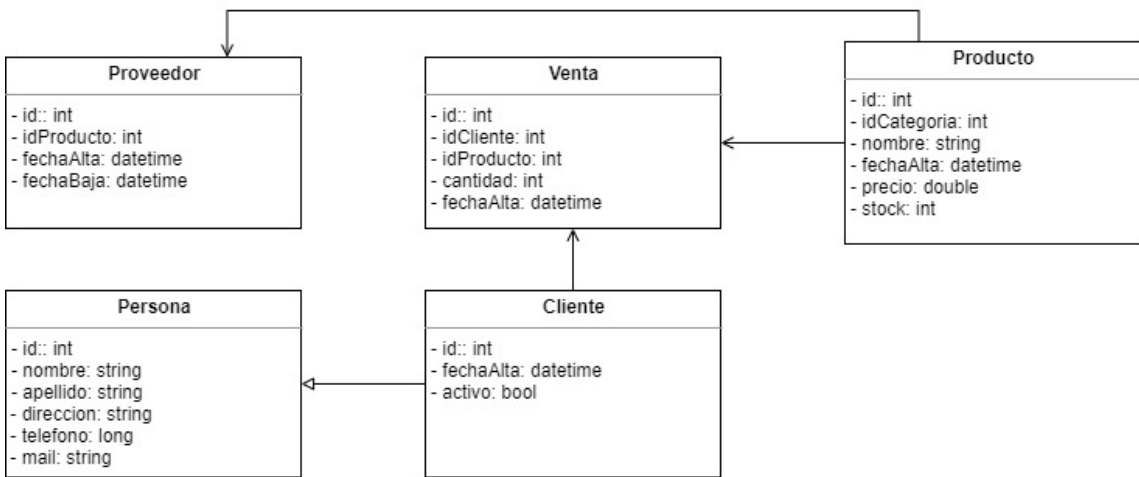 Proveedor
- id:: int
- idProducto: int
- fechaAlta: datetime
- fechaBaja: datetime
Venta
- id:: int
- idCliente: int
- idProducto: int
- cantidad: int
- fechaAlta: datetime
Producto
- id:: int
- idCategoria: int
- nombre: string
- fechaAlta: datetime
- precio: double
- stock: int
Persona
- id:: int
- nombre: string
- apellido: string
- direccion: string
- telefono: long
- mail: string
Cliente
- id:: int
- fechaAlta: datetime
- activo: bool